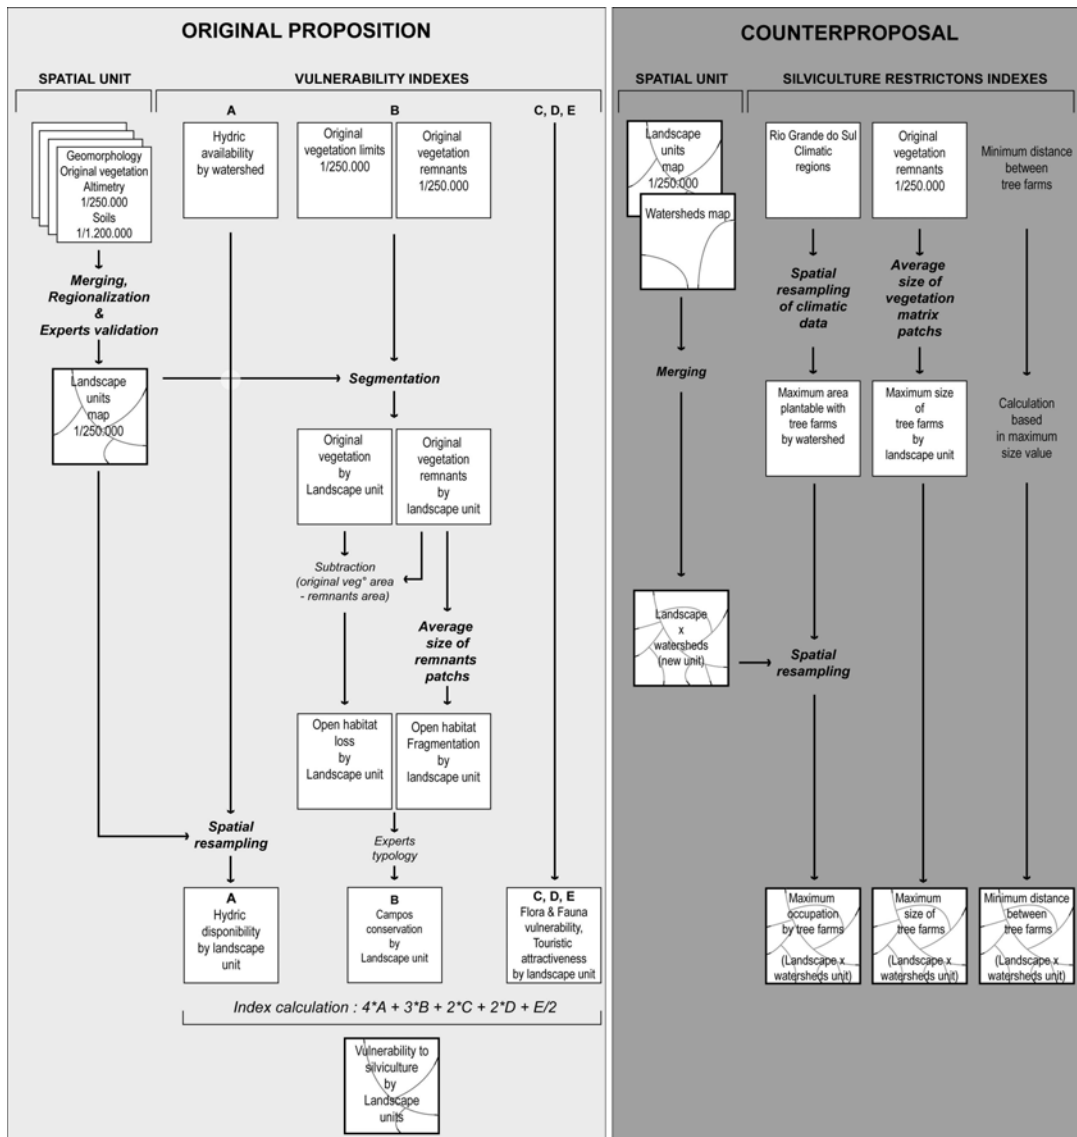 ORIGINAL PROPOSITION
SPATIAL UNIT
VULNERABILITY INDEXES
A
B
C, D, E
Geomorphology
Original vegetation
Altimetry
1/250.000
Soils
1/1.200.000
Hydric
availability
by watershed
Original
vegetation limits
1/250.000
Original
vegetation
remnants
1/250.000
Merging,
Regionalization
&
Experts validation
Landscape
units
map
1/250.000
Segmentation
Original
vegetation
by
Landscape unit
Original
vegetation
remnants
by
landscape unit
Subtraction
(original veg° area
- remnants area)
Average
size of
remnants
patchs
Open habitat
loss
by
Landscape unit
Open habitat
Fragmentation
by
landscape unit
Spatial
resampling
Experts
typology
A
Hydric
disponibility
by landscape
unit
B
Campos
conservation
by
Landscape unit
C, D, E
Flora & Fauna
vulnerability,
Touristic
attractiveness
by landscape unit
Index calculation : 4*A + 3*B + 2*C + 2*D + E/2
Vulnerability to
silviculture
by
Landscape
units
COUNTERPROPOSAL
SPATIAL UNIT
SILVICULTURE RESTRICTONS INDEXES
Landscape
units
map
1/250.000
Watersheds map
Rio Grande do Sul
Climatic
regions
Original
vegetation
remnants
1/250.000
Minimum distance
between
tree farms
Merging
Spatial
resampling
of climatic
data
Average
size of
vegetation
matrix
patchs
Maximum area
plantable with
tree farms
by watershed
Maximum size
of
tree farms
by
landscape unit
Calculation
based
in maximum
size value
Landscape
x
watersheds
(new unit)
Spatial
resampling
Maximum
occupation
by tree farms
(Landscape x
watersheds unit)
Maximum
size of
tree farms
(Landscape x
watersheds unit)
Minimum distance
between
tree farms
(Landscape x
watersheds unit)